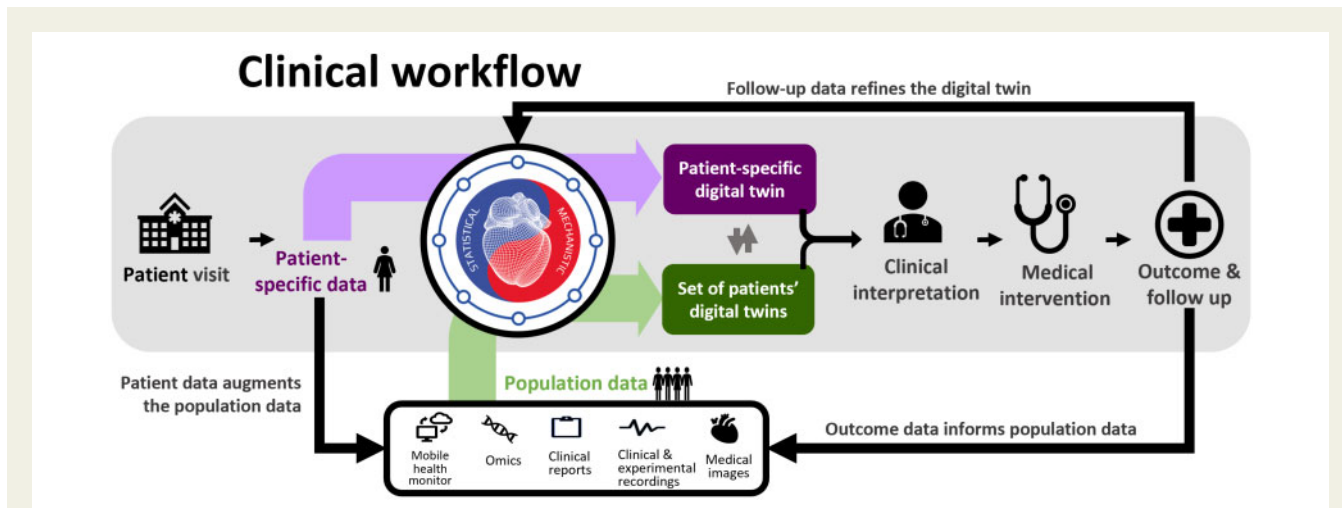 Clinical workflow
Follow-up data refines the digital twin
Patient visit
Patient-
specific data
STATISTICAL
MECHANISTIC
Patient-specific
digital twin
Set of patients'
digital twins
Clinical
interpretation
Medical
intervention
Outcome &
follow up
Patient data augments
the population data
Population data
Mobile
health
monitor
Omics
Clinical
reports
Clinical &
experimental
recordings
Medical
images
Outcome data informs population data